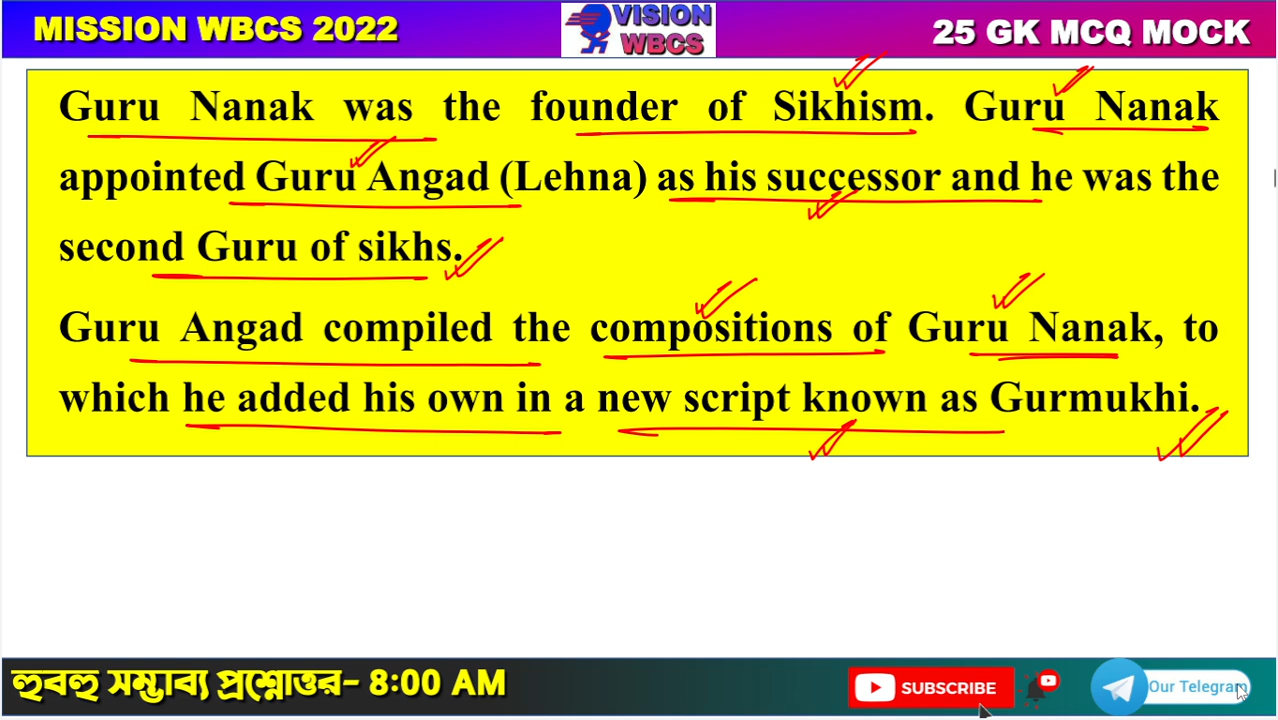 MISSION WBCS 2022
VISION
WBCS
25 GK MCQ MOCK
Guru Nanak was the founder of Sikhism. Guru Nanak
appointed Guru Angad (Lehna) as his successor and he was the
second Guru of sikhs.
Guru Angad compiled the compositions of Guru Nanak, to
which he added his own in a new script known as Gurmukhi.
হুবহু সম্ভাব্য প্রশ্নোত্তর- 8:00 AM
SUBSCRIBE
Our Telegram